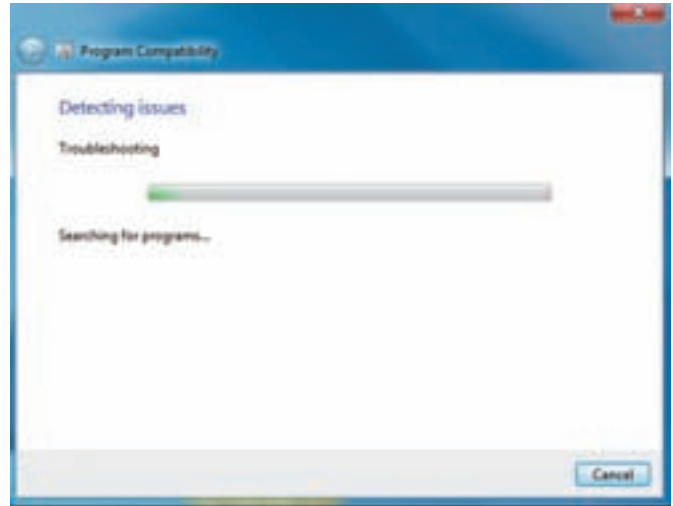 Program Compatibility
Detecting issues
Troubleshooting
Searching for programs...
Cancel